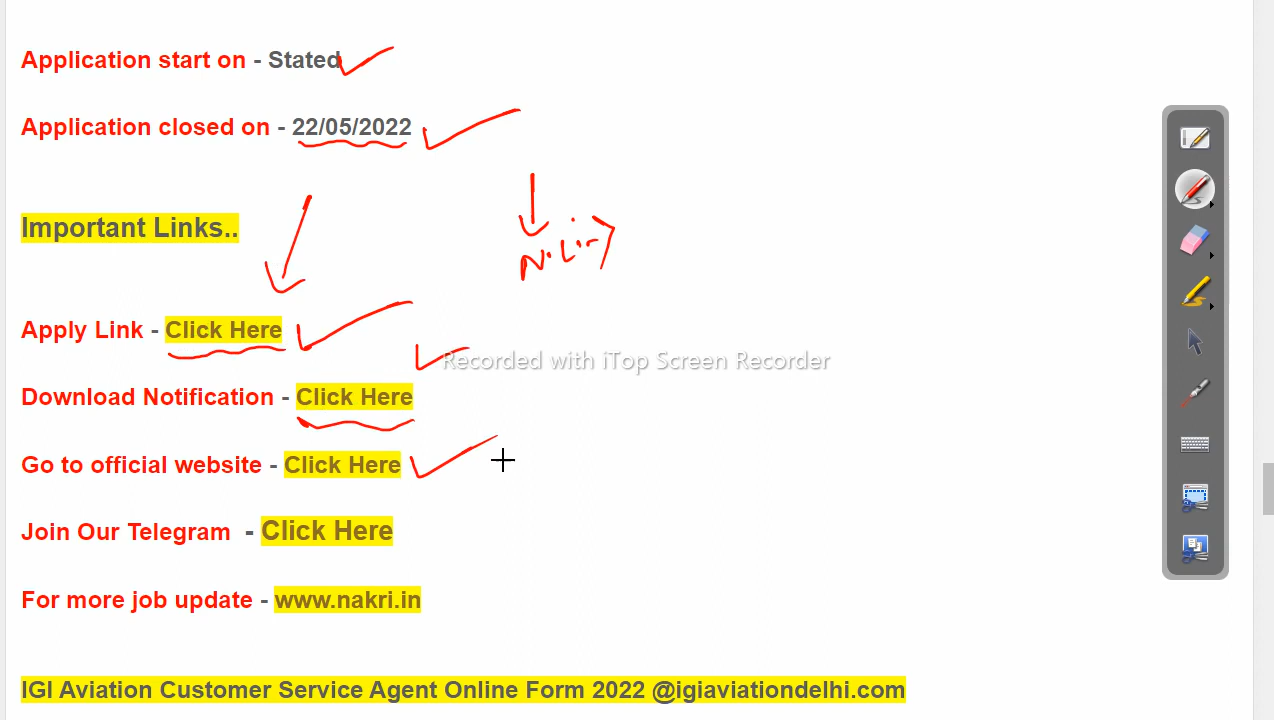 Application start on - Stated
Application closed on - 22/05/2022
Important Links..
Apply Link - Click Here
Recorded with iTop Screen Recorder
Download Notification - Click Here
Go to official website - Click Here
Join Our Telegram - Click Here
For more job update - www.nakri.in
IGI Aviation Customer Service Agent Online Form 2022 @igiaviationdelhi.com